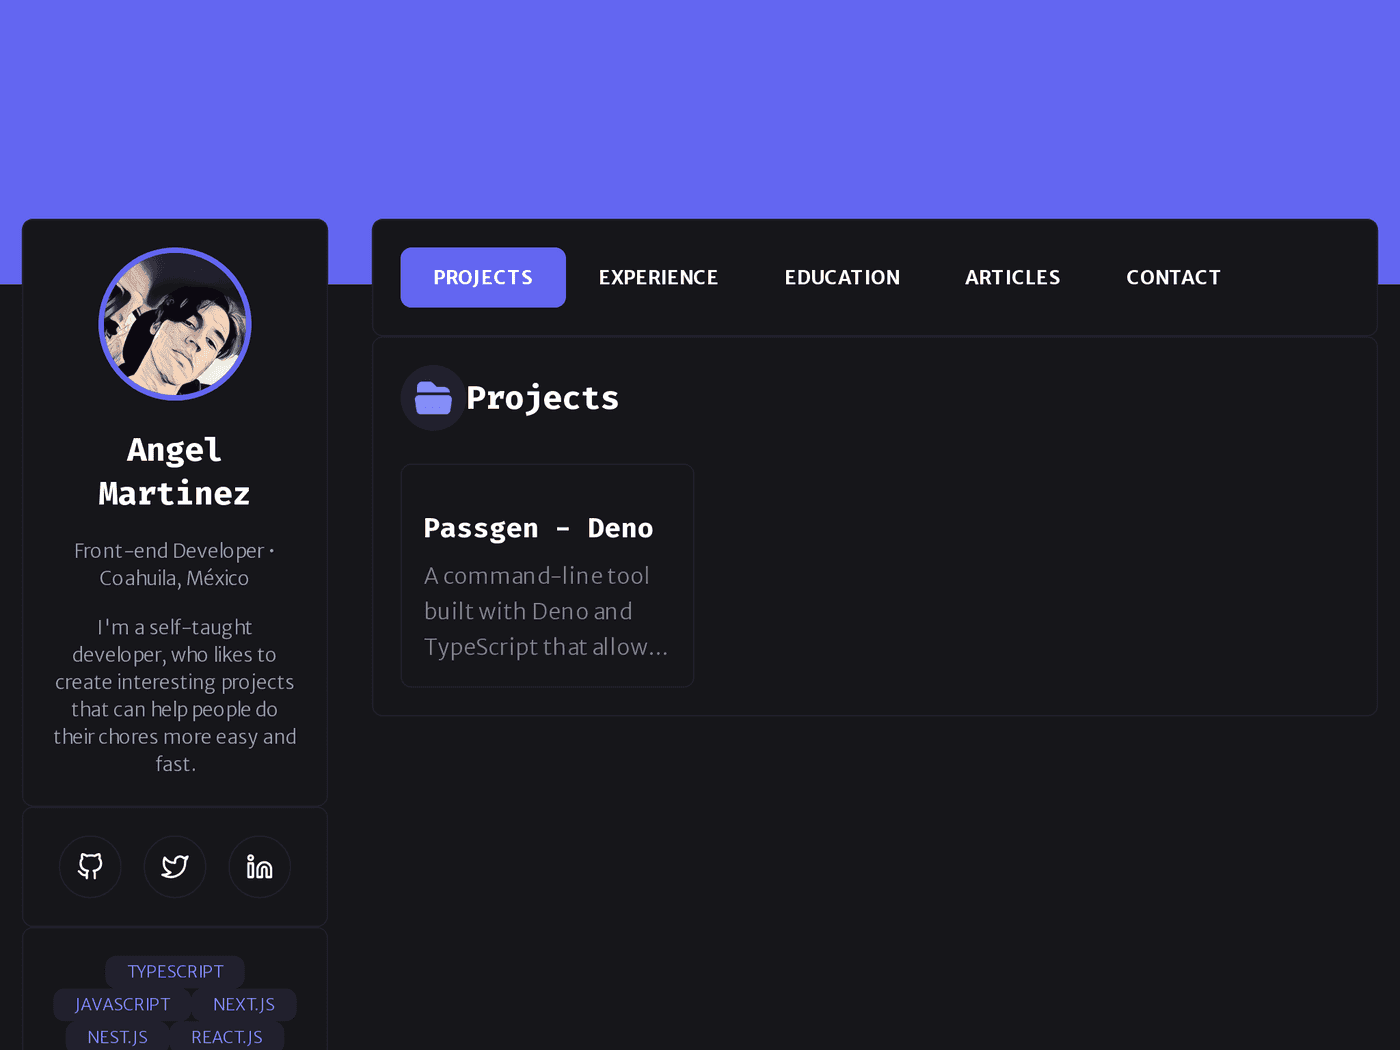 PROJECTS EXPERIENCE EDUCATION ARTICLES CONTACT
Angel
Martinez
Front-end Developer •
Coahuila, México
I'm a self-taught
developer, who likes to
create interesting projects
that can help people do
their chores more easy and
fast.
TYPESCRIPT
JAVASCRIPT NEXT.JS
NEST.JS REACT.JS
Projects
Passgen - Deno
A command-line tool
built with Deno and
TypeScript that allow...